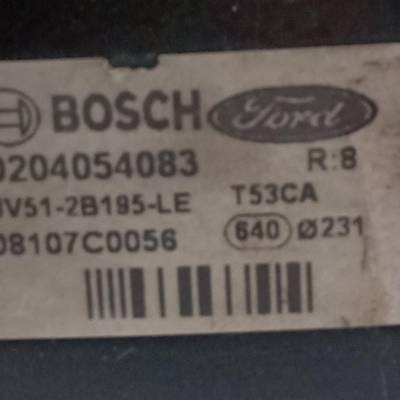 BOSCH Ford
0204054083 R:8
V51-2B195-LE T53CA
08107C0056 640 Ø231